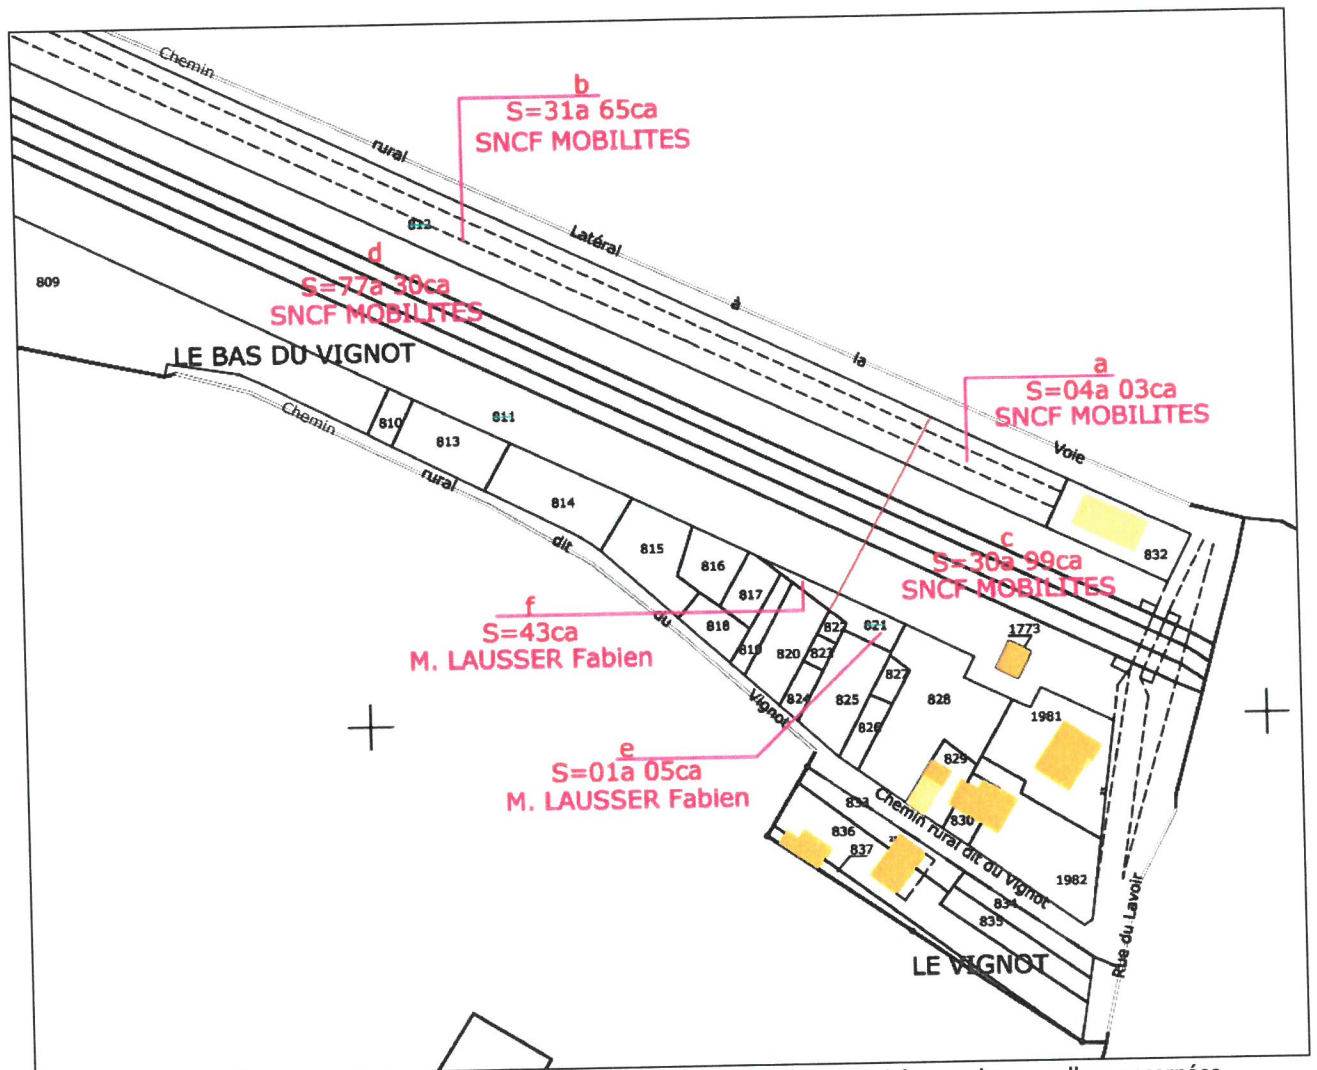 Chemin
rural
Latéral
à
la
Voie
b
S=31a 65ca
SNCF MOBILITES
812
d
S=77a 30ca
SNCF MOBILITES
809
LE BAS DU VIGNOT
a
S=04a 03ca
SNCF MOBILITES
Chemin
rural
dit
du
Vignot
810
811
813
814
815
816
817
818
819
820
821
822
823
824
825
826
827
828
829
830
832
c
S=30a 99ca
SNCF MOBILITES
1773
f
S=43ca
M. LAUSSER Fabien
e
S=01a 05ca
M. LAUSSER Fabien
1981
833
Chemin rural dit du Vignot
836
837
1982
834
835
Rue du Lavoir
LE VIGNOT